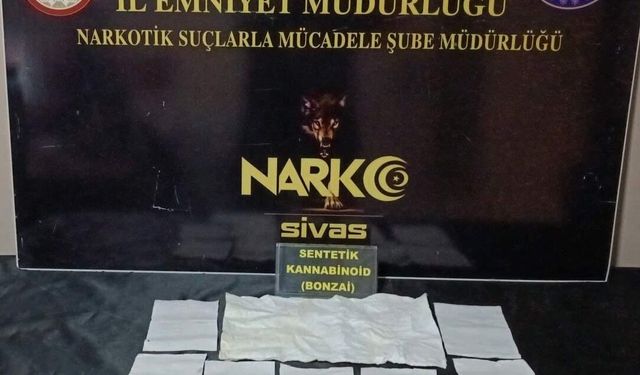 İL EMNİYET MÜDÜRLÜĞÜ
NARKOTİK SUÇLARLA MÜCADELE ŞUBE MÜDÜRLÜĞÜ
NARKO
sivas
SENTETİK
KANNABİNOİD
(BONZAİ)